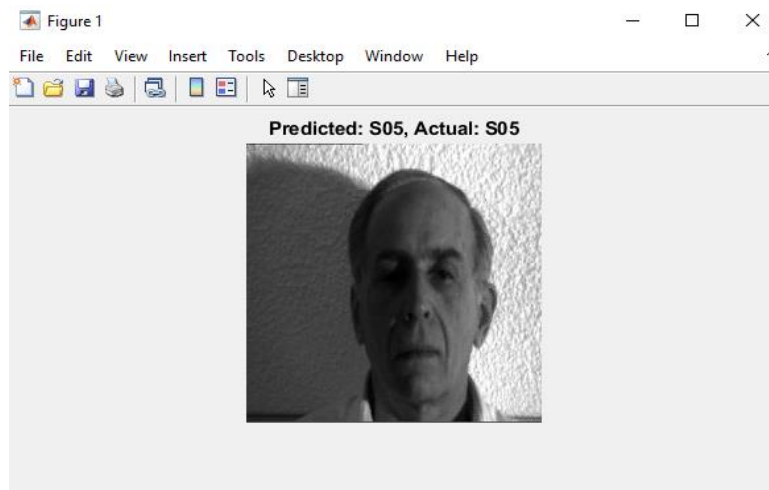 Figure 1
File Edit View Insert Tools Desktop Window Help
Predicted: S05, Actual: S05